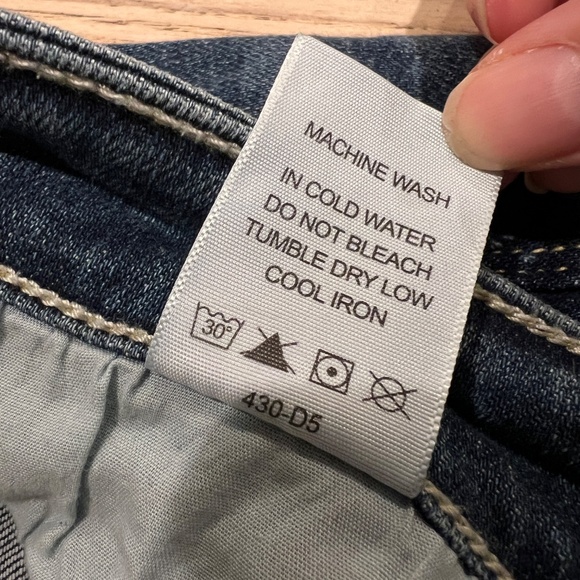 MACHINE WASH
IN COLD WATER
DO NOT BLEACH
TUMBLE DRY LOW
COOL IRON
30°
430-D5